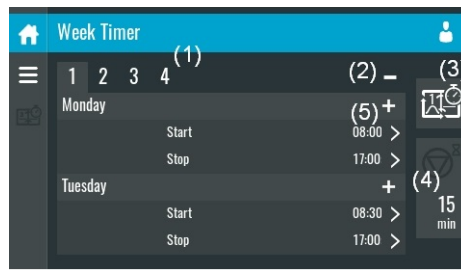 Week Timer
1 2 3 4 (1) (2) − (3
Monday (5) +
Start 08:00 >
Stop 17:00 >
Tuesday + (4)
Start 08:30 >
Stop 17:00 >
15
min